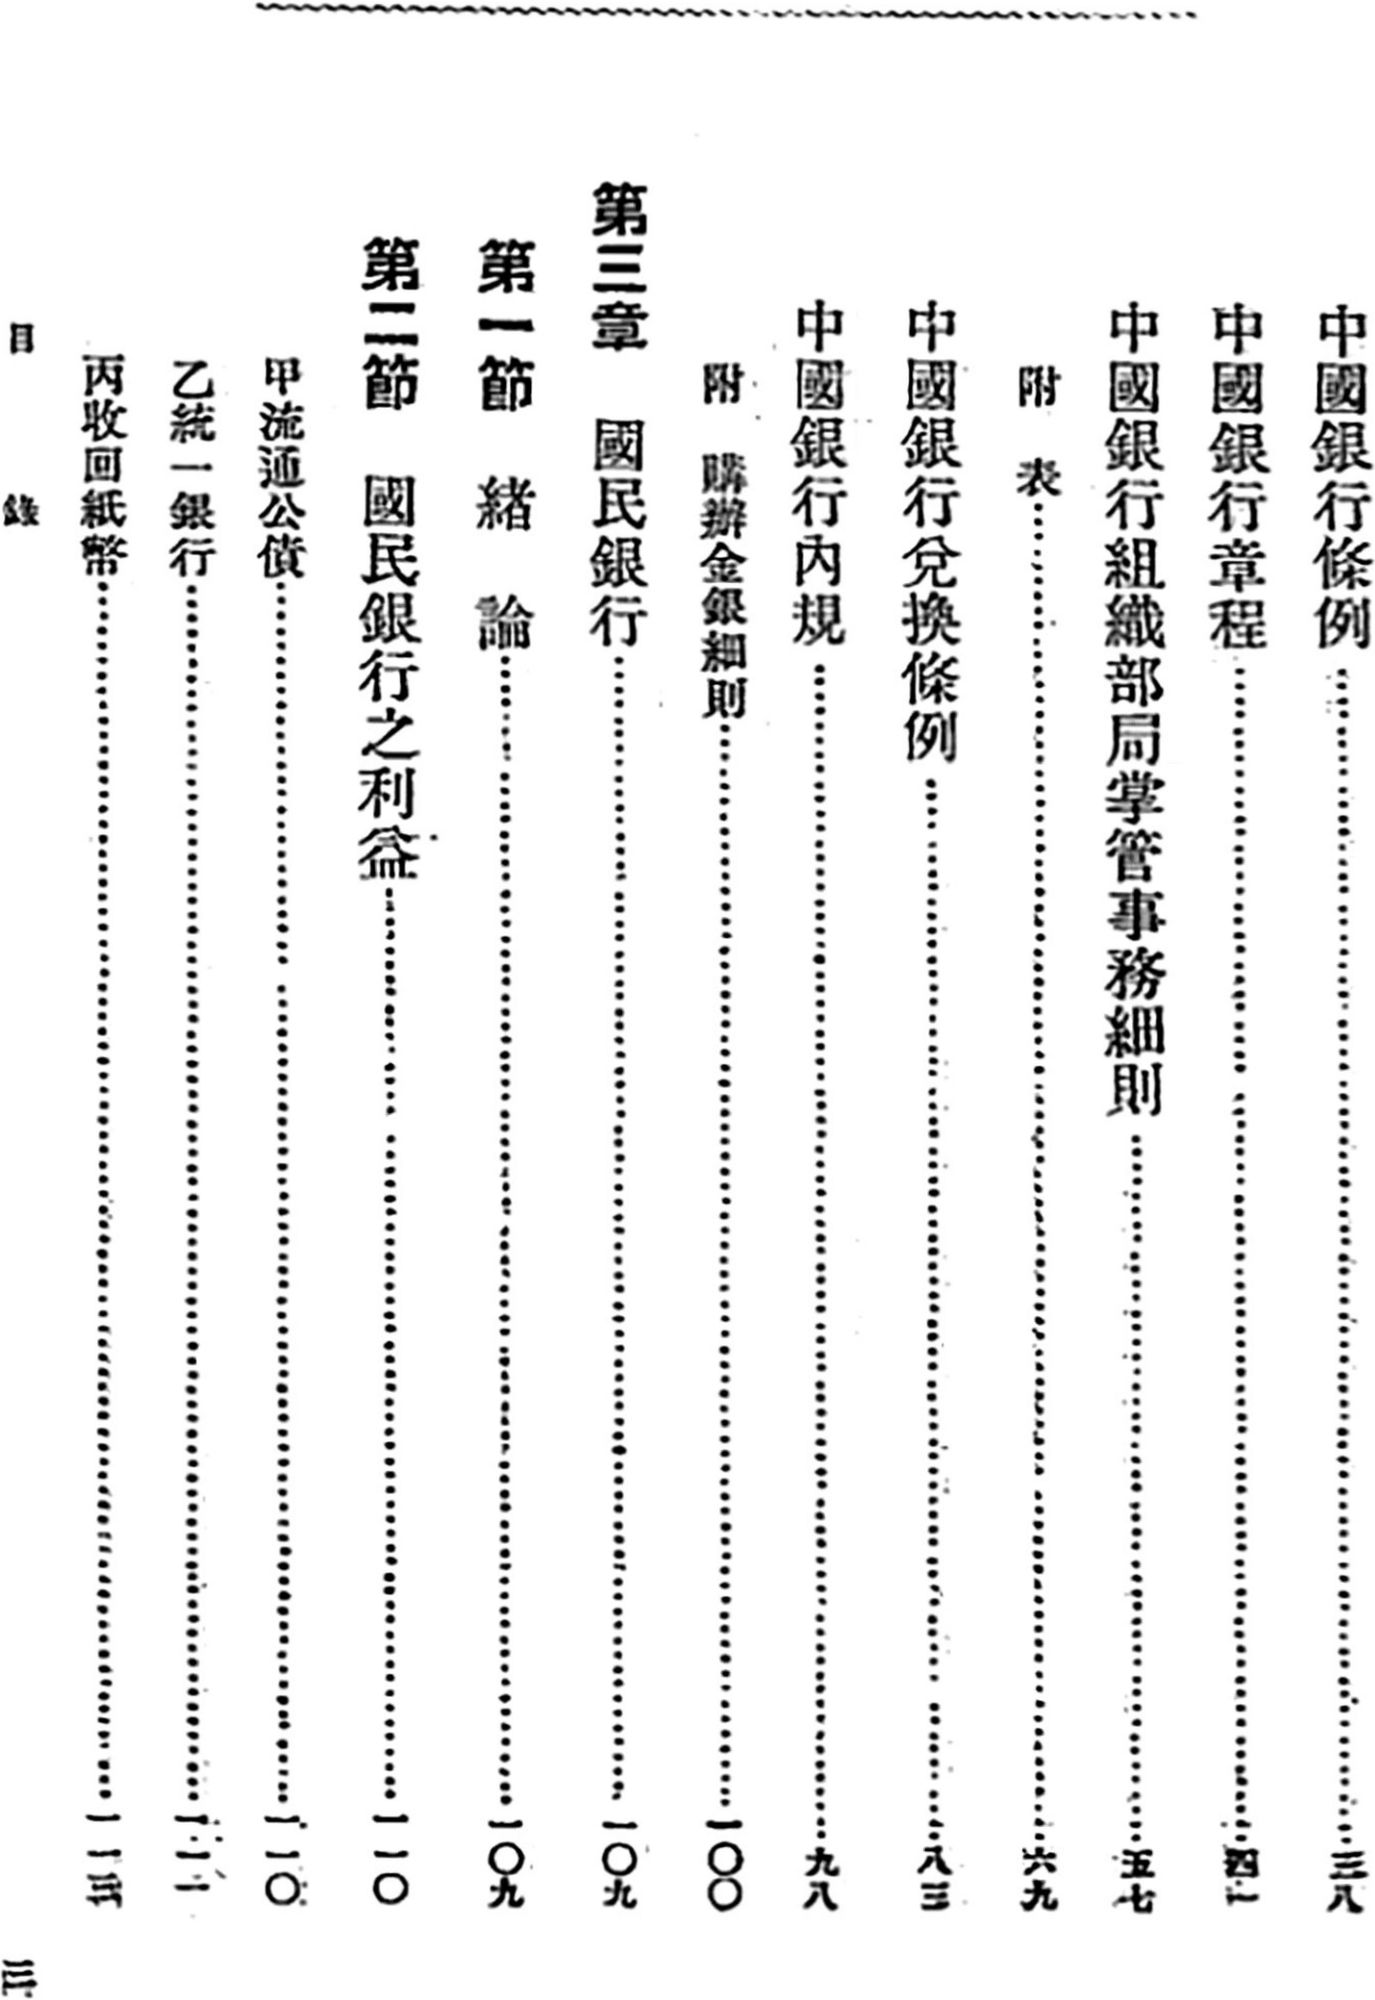 中國銀行條例⋯⋯三八
中國銀行章程⋯⋯四一
中國銀行組織部局掌管事務細則⋯⋯五七
附 表⋯⋯六九
中國銀行兌換條例⋯⋯八三
中國銀行內規⋯⋯九八
附 購辦金銀細則⋯⋯一〇〇
第三章 國民銀行⋯⋯一〇九
第一節 緒 論⋯⋯一〇九
第二節 國民銀行之利益⋯⋯一一〇
甲流通公債⋯⋯一一〇
乙統一銀行⋯⋯一一一
丙收回紙幣⋯⋯一一三
目 錄 三